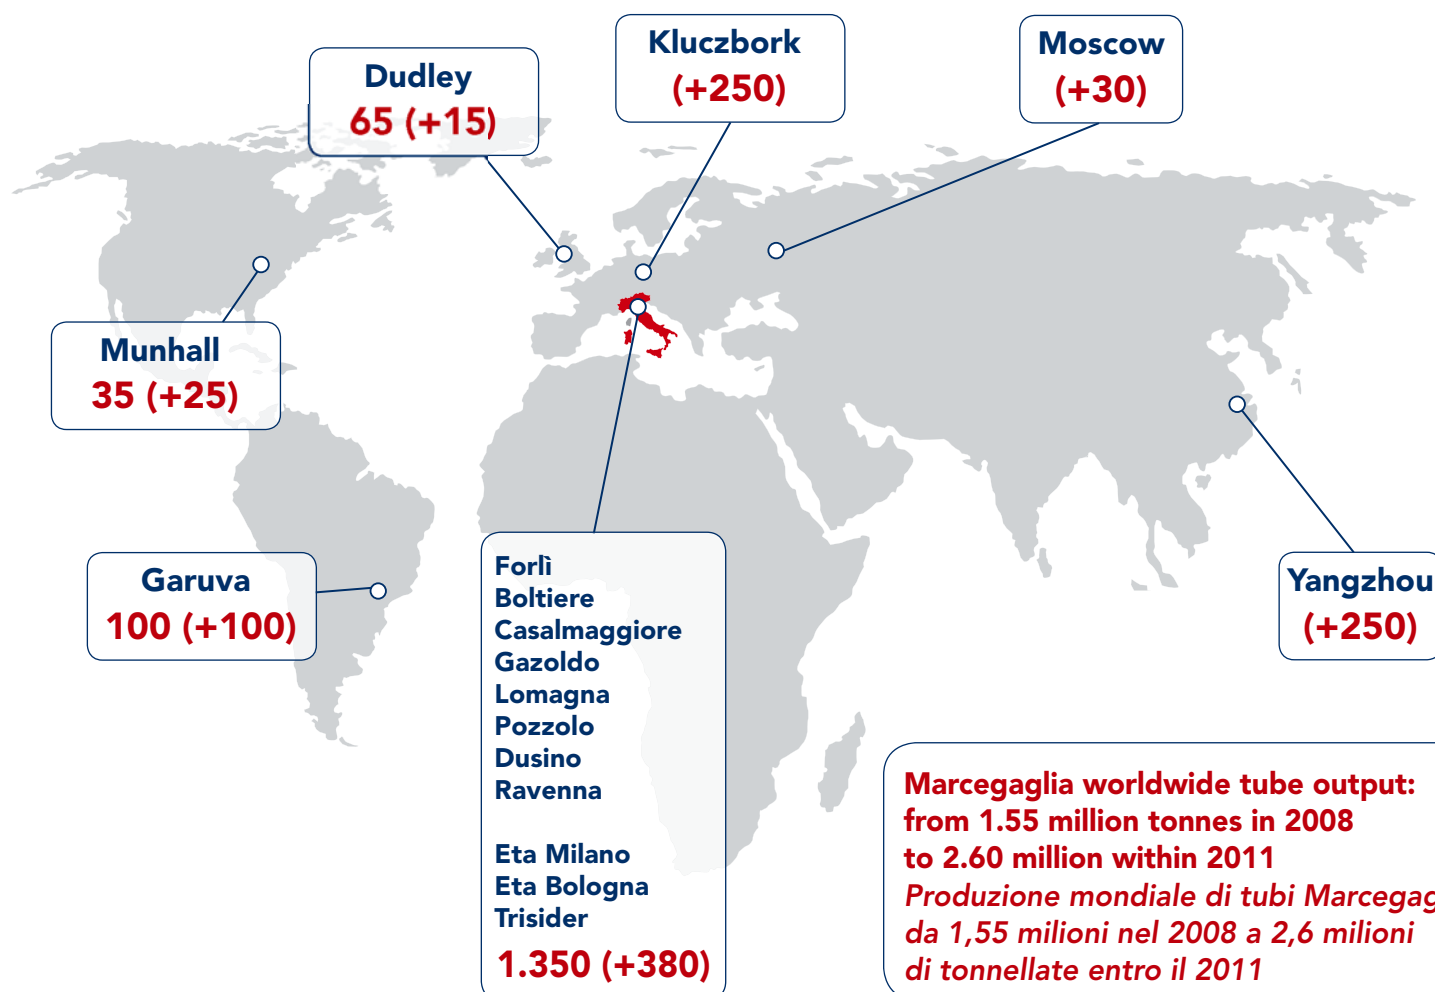 Dudley
65 (+15)
Kluczbork
(+250)
Moscow
(+30)
Munhall
35 (+25)
Garuva
100 (+100)
Forlì
Boltiere
Casalmaggiore
Gazoldo
Lomagna
Pozzolo
Dusino
Ravenna
Eta Milano
Eta Bologna
Trisider
1.350 (+380)
Yangzhou
(+250)
Marcegaglia worldwide tube output:
from 1.55 million tonnes in 2008
to 2.60 million within 2011
Produzione mondiale di tubi Marcegag
da 1,55 milioni nel 2008 a 2,6 milioni
di tonnellate entro il 2011